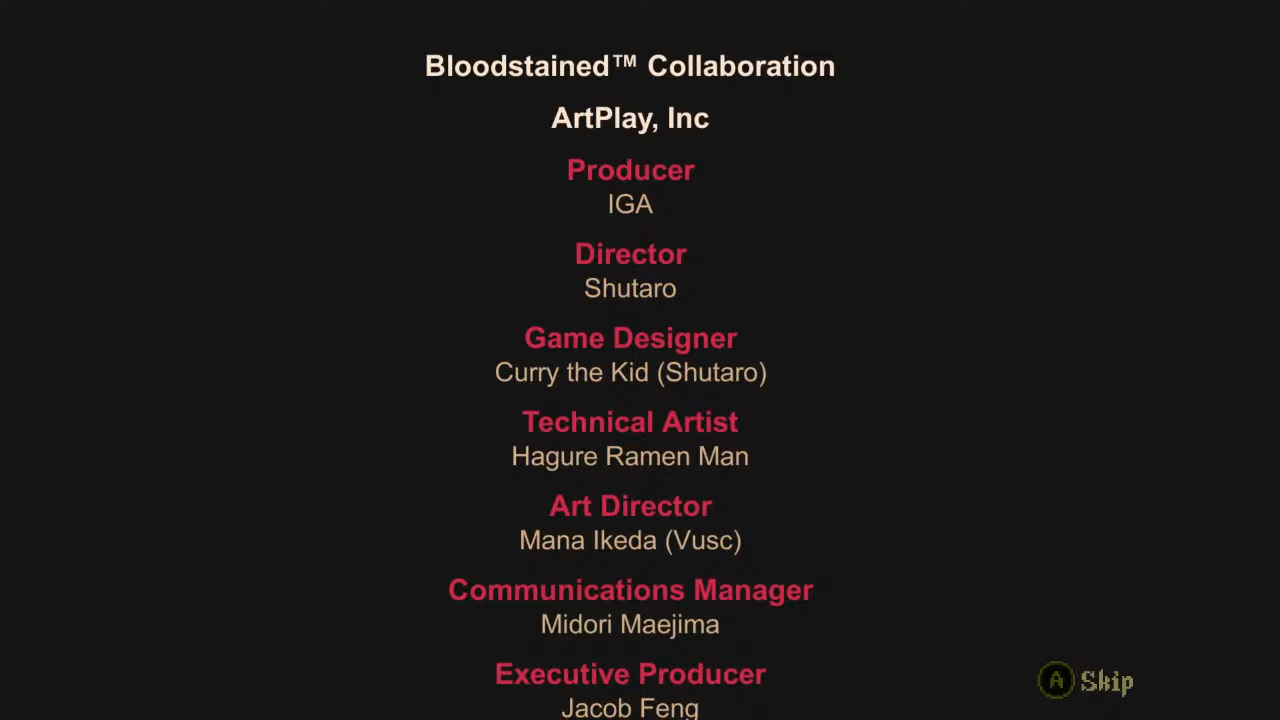 Bloodstained™ Collaboration
ArtPlay, Inc
Producer
IGA
Director
Shutaro
Game Designer
Curry the Kid (Shutaro)
Technical Artist
Hagure Ramen Man
Art Director
Mana Ikeda (Vusc)
Communications Manager
Midori Maejima
Executive Producer
Jacob Feng
A Skip